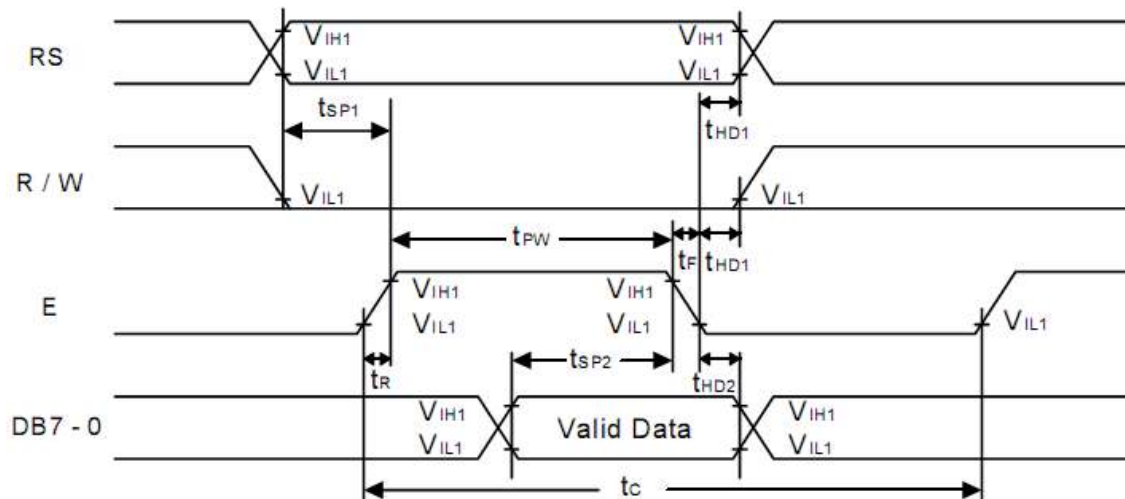 RS
VIH1
VIL1
VIH1
VIL1
tSP1
tHD1
R / W
VIL1
VIL1
tPW
tF
tHD1
E
VIH1
VIL1
VIH1
VIL1
VIL1
tR
tSP2
tHD2
DB7 - 0
VIH1
VIL1
Valid Data
VIH1
VIL1
tC